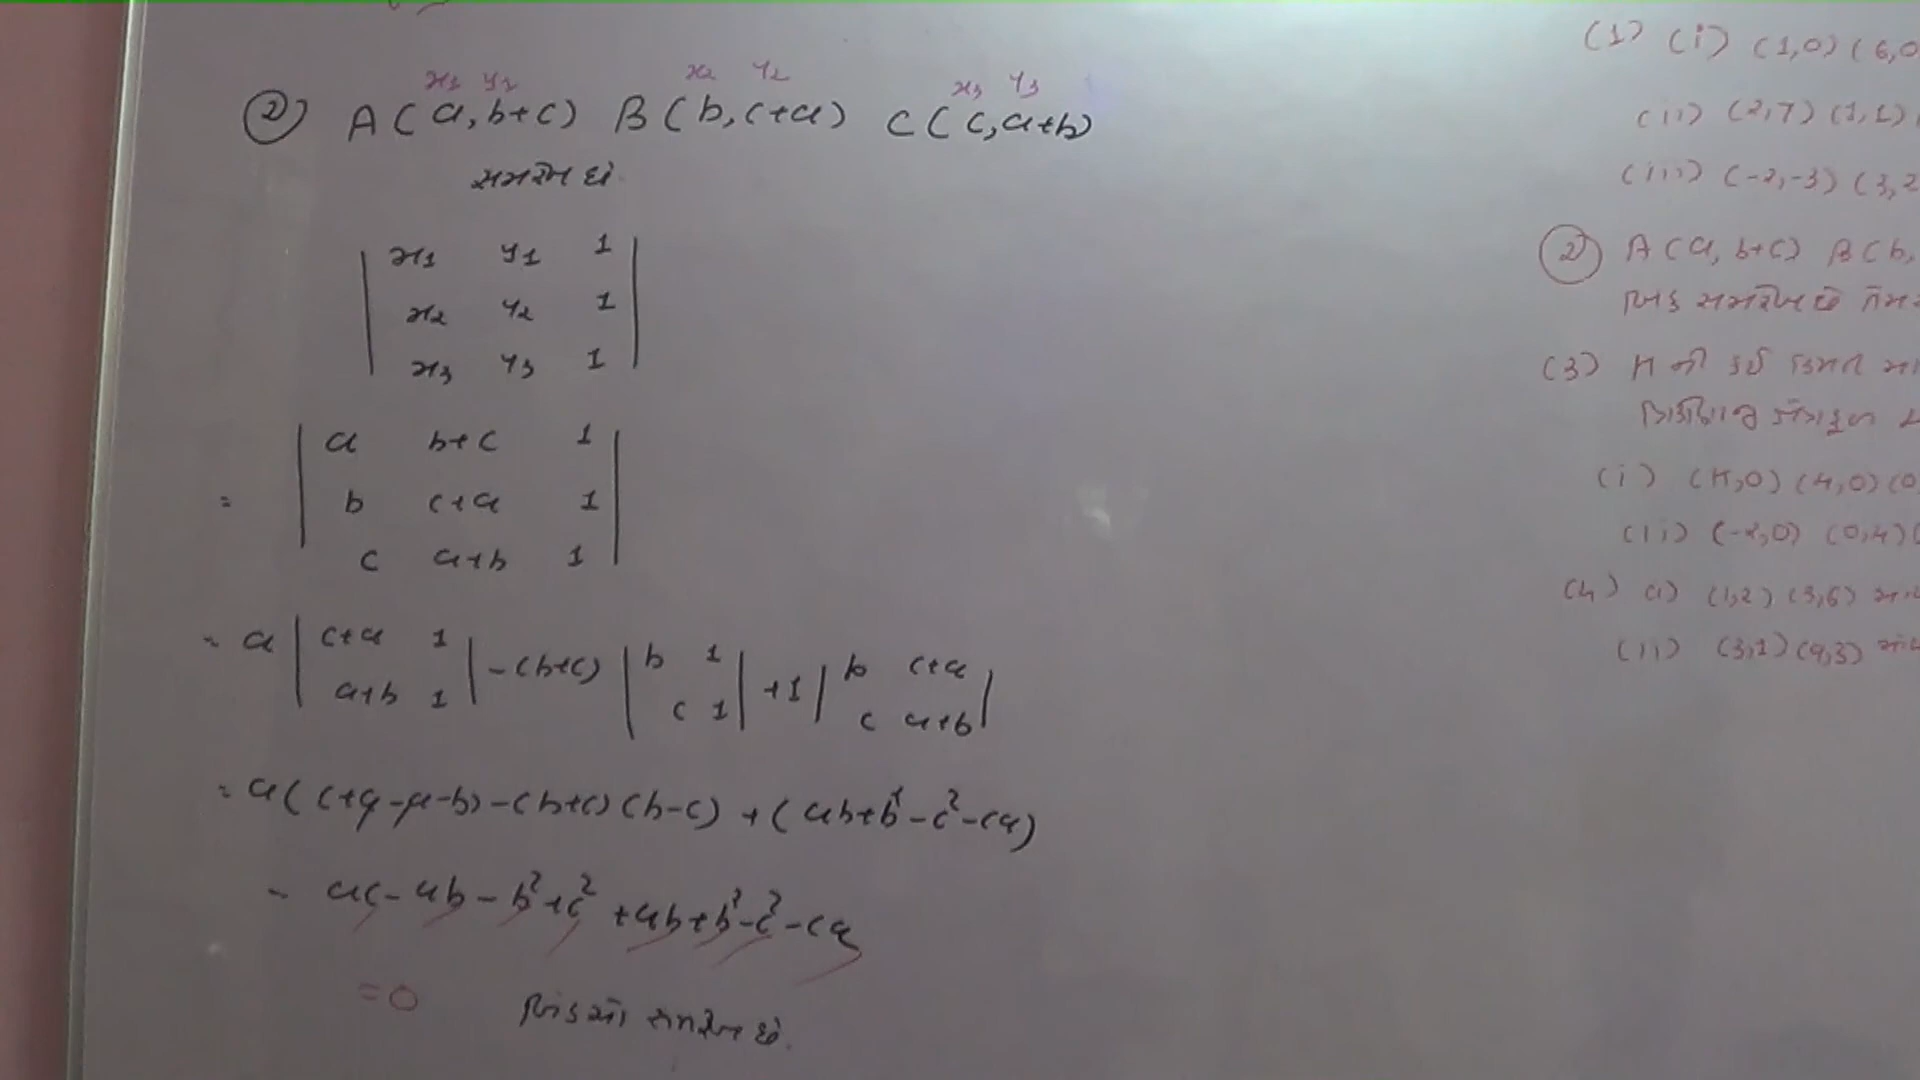 x₁ y₁ x₂ y₂ x₃ y₃
② A(a,b+c) B(b,c+a) C(c,a+b)
સમરેખ છે.
| x₁ y₁ 1 |
| x₂ y₂ 1 |
| x₃ y₃ 1 |
| a b+c 1 |
= | b c+a 1 |
| c a+b 1 |
= a | c+a 1 | -(b+c) | b 1 | +1 | b c+a |
| a+b 1 | | c 1 | | c a+b |
= a(c+a-a-b)-(b+c)(b-c)+(ab+b²-c²-ca)
= ac-ab-b²+c²+ab+b²-c²-ca
=0 બિંદુઓ સમરેખ છે.
(1) (i) (1,0) (6,0
(ii) (2,7) (1,1)
(iii) (-2,-3) (3,2
② A(a,b+c) B(b,
સમરેખ છે તેમ
(3) K ની કઈ કિંમત મા
ત્રિકોણનું ક્ષેત્રફળ
(i) (K,0) (4,0) (0
(ii) (-2,0) (0,4) (
(4) (i) (1,2) (3,6)
(ii) (3,1) (9,3)